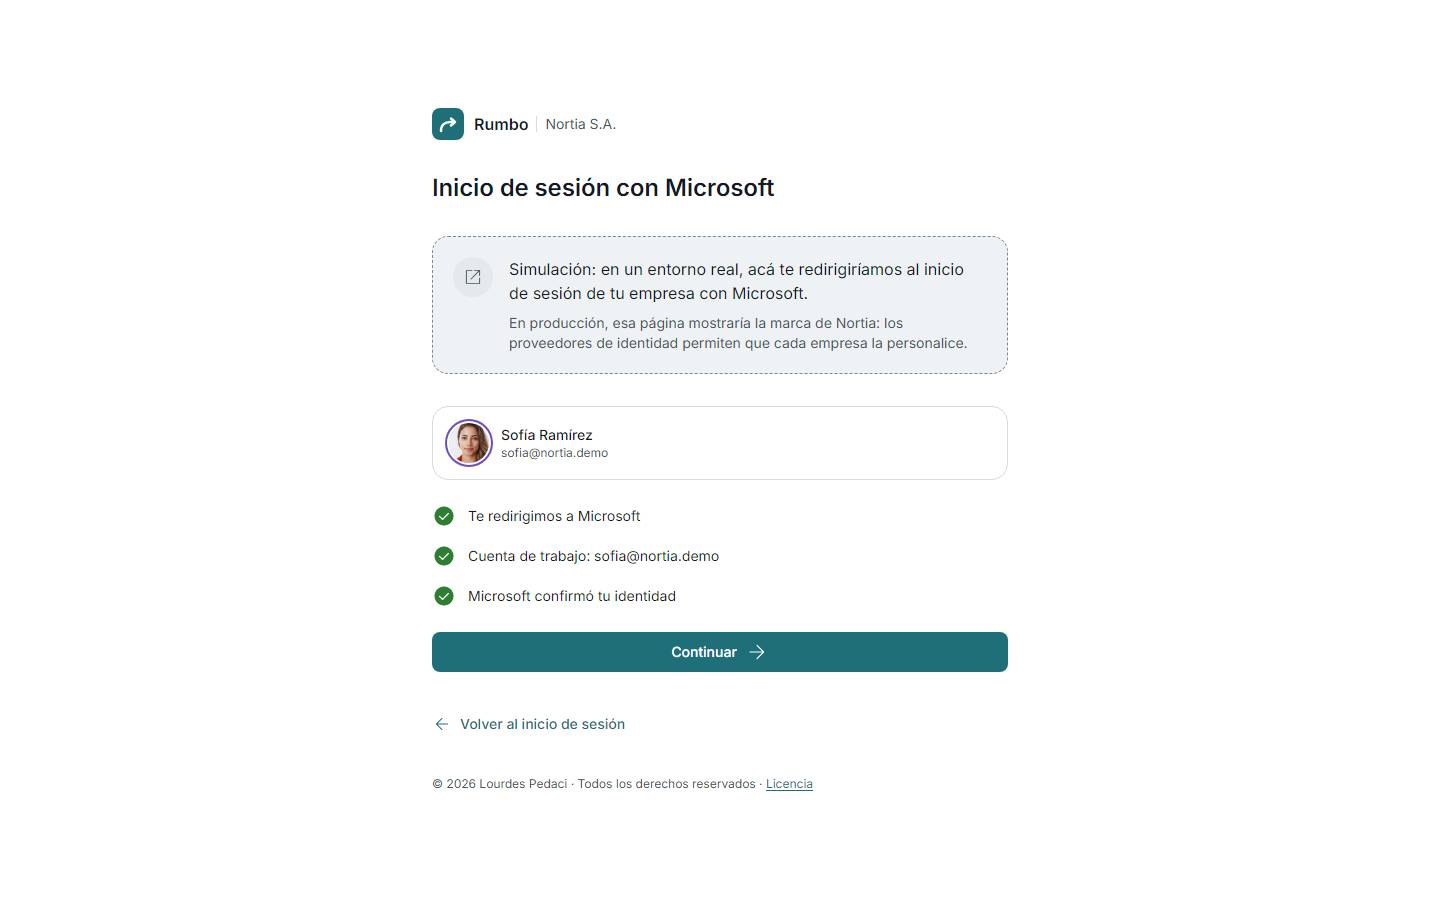 Rumbo
Nortia S.A.
Inicio de sesión con Microsoft
Simulación: en un entorno real, acá te redirigiríamos al inicio
de sesión de tu empresa con Microsoft.
En producción, esa página mostraría la marca de Nortia: los
proveedores de identidad permiten que cada empresa la personalice.
Sofía Ramírez
sofia@nortia.demo
Te redirigimos a Microsoft
Cuenta de trabajo: sofia@nortia.demo
Microsoft confirmó tu identidad
Continuar
Volver al inicio de sesión
© 2026 Lourdes Pedaci · Todos los derechos reservados · Licencia